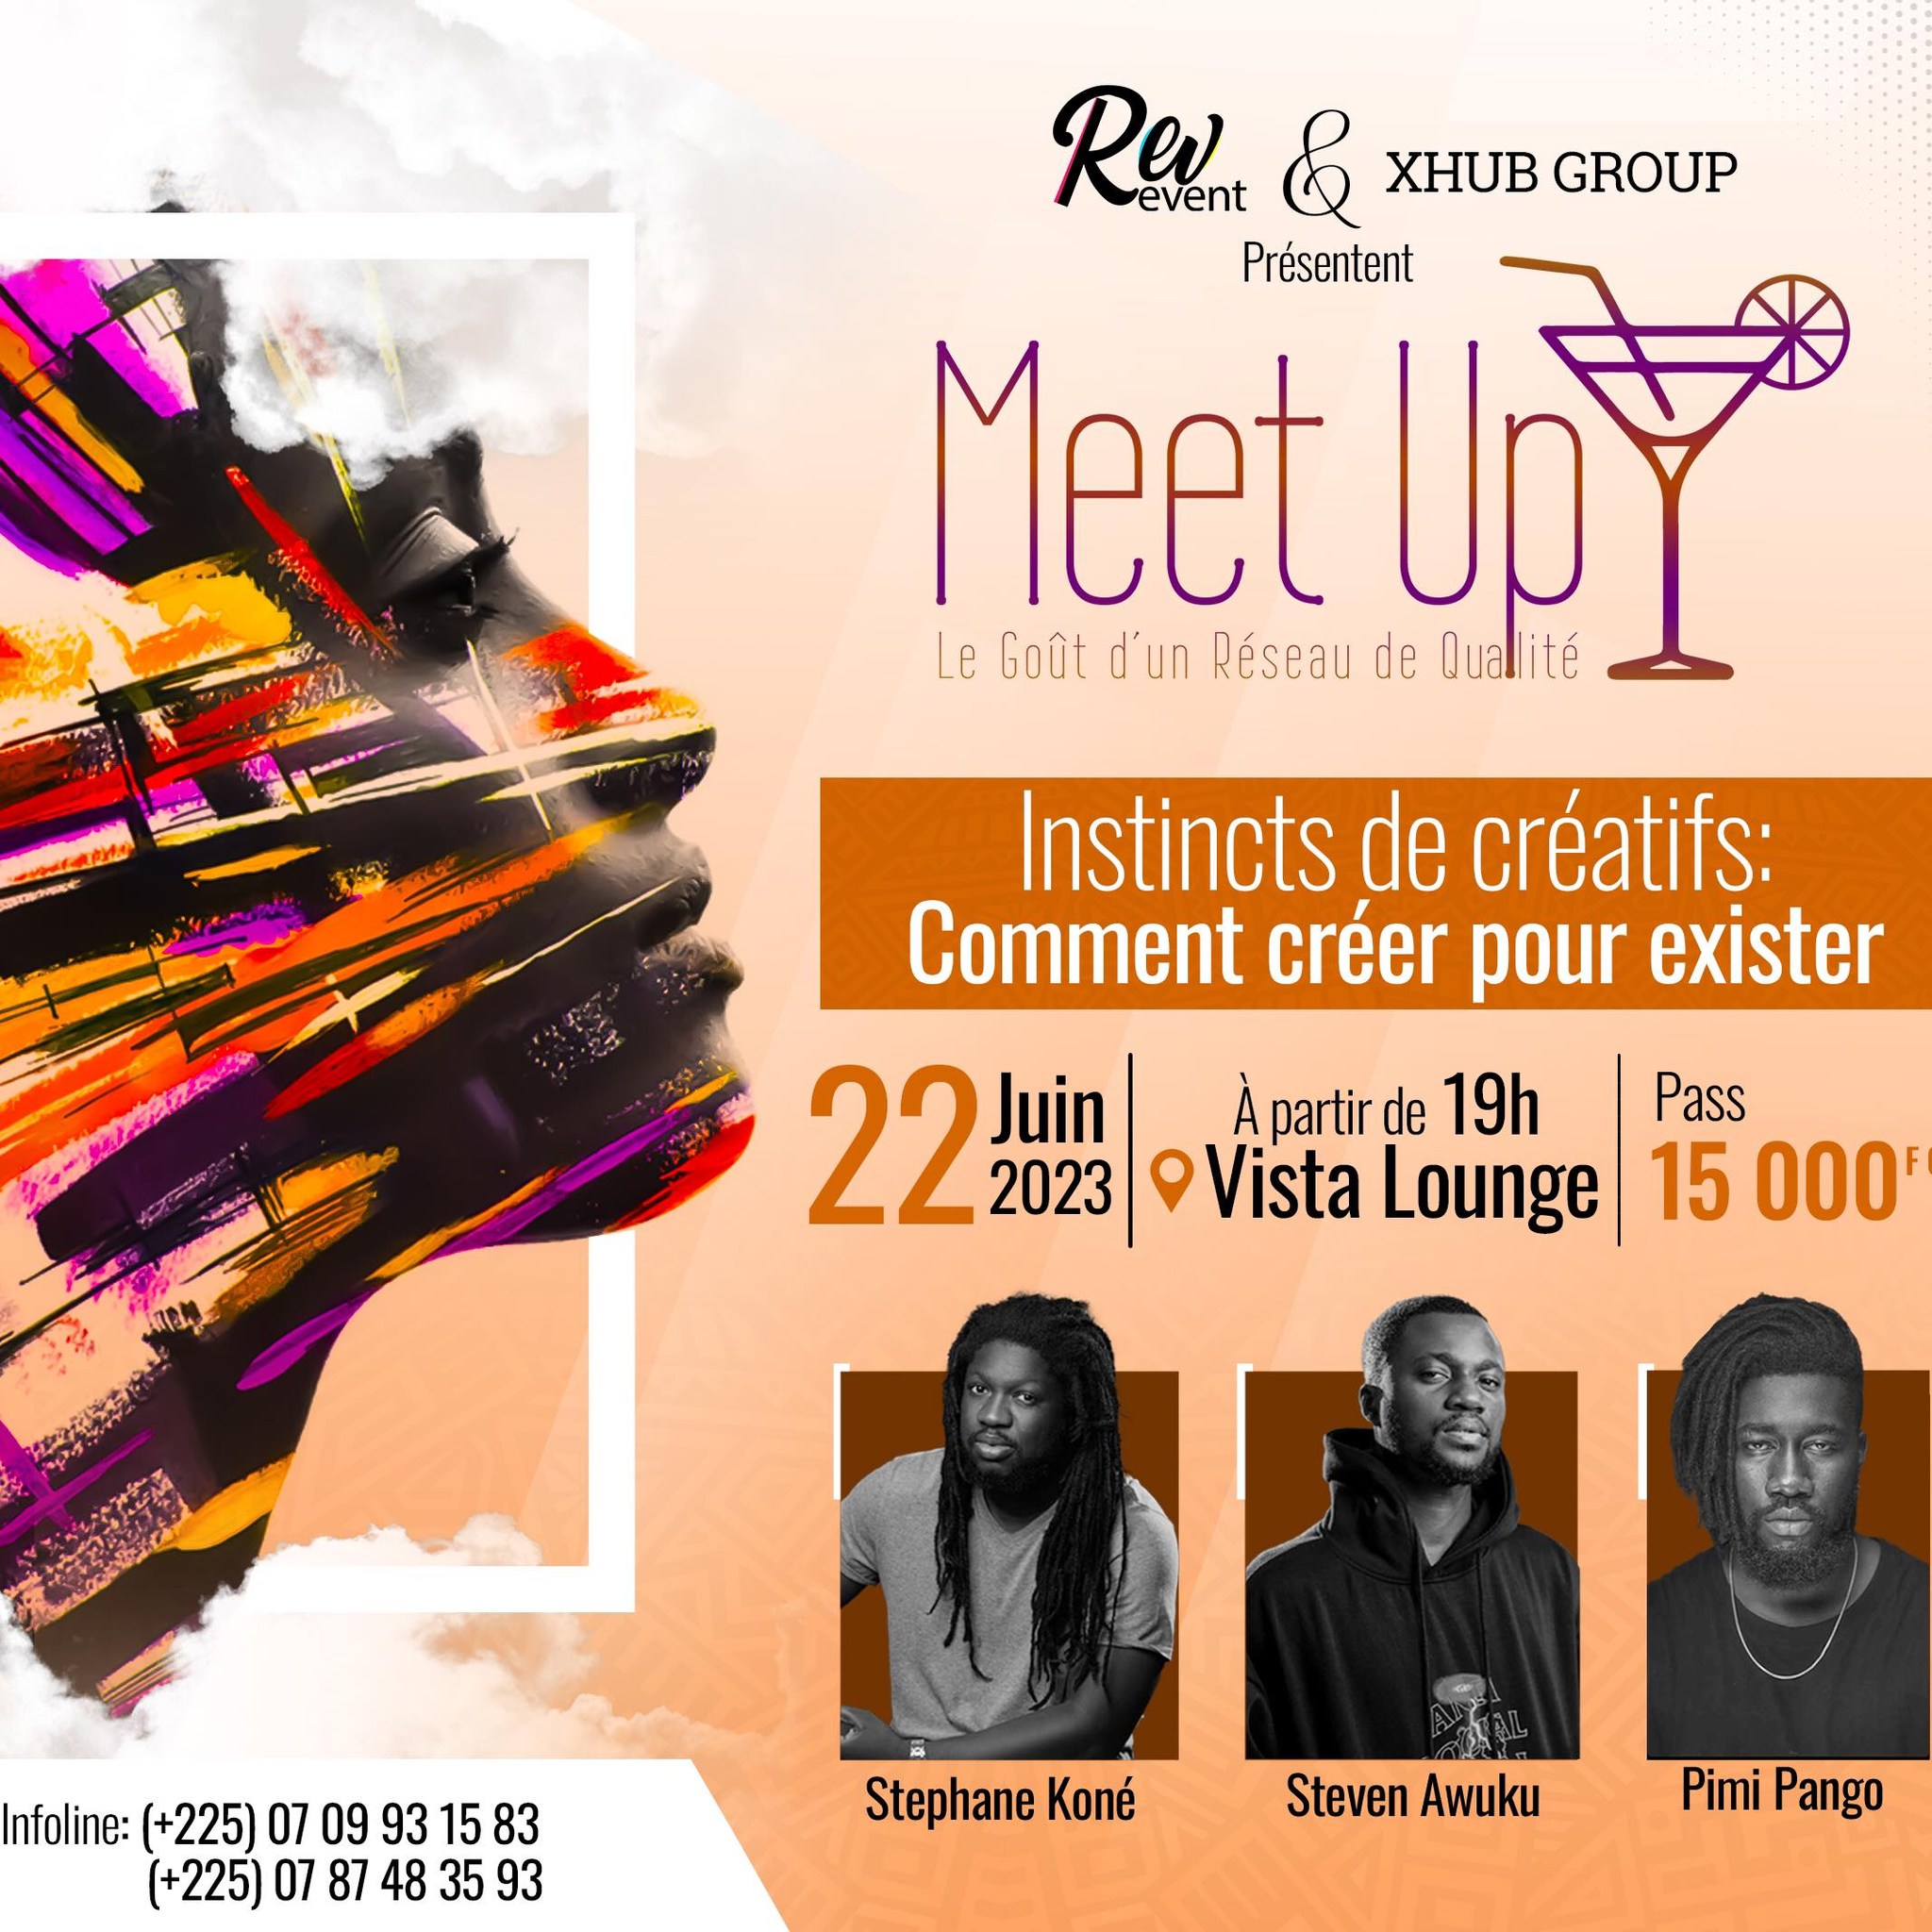 Rev event & XHUB GROUP
Présentent
Meet Up
Le Goût d'un Réseau de Qualité
Instincts de créatifs:
Comment créer pour exister
22 Juin 2023
À partir de 19h
Vista Lounge
Pass
15 000
Stephane Koné
Steven Awuku
Pimi Pango
Infoline: (+225) 07 09 93 15 83
(+225) 07 87 48 35 93